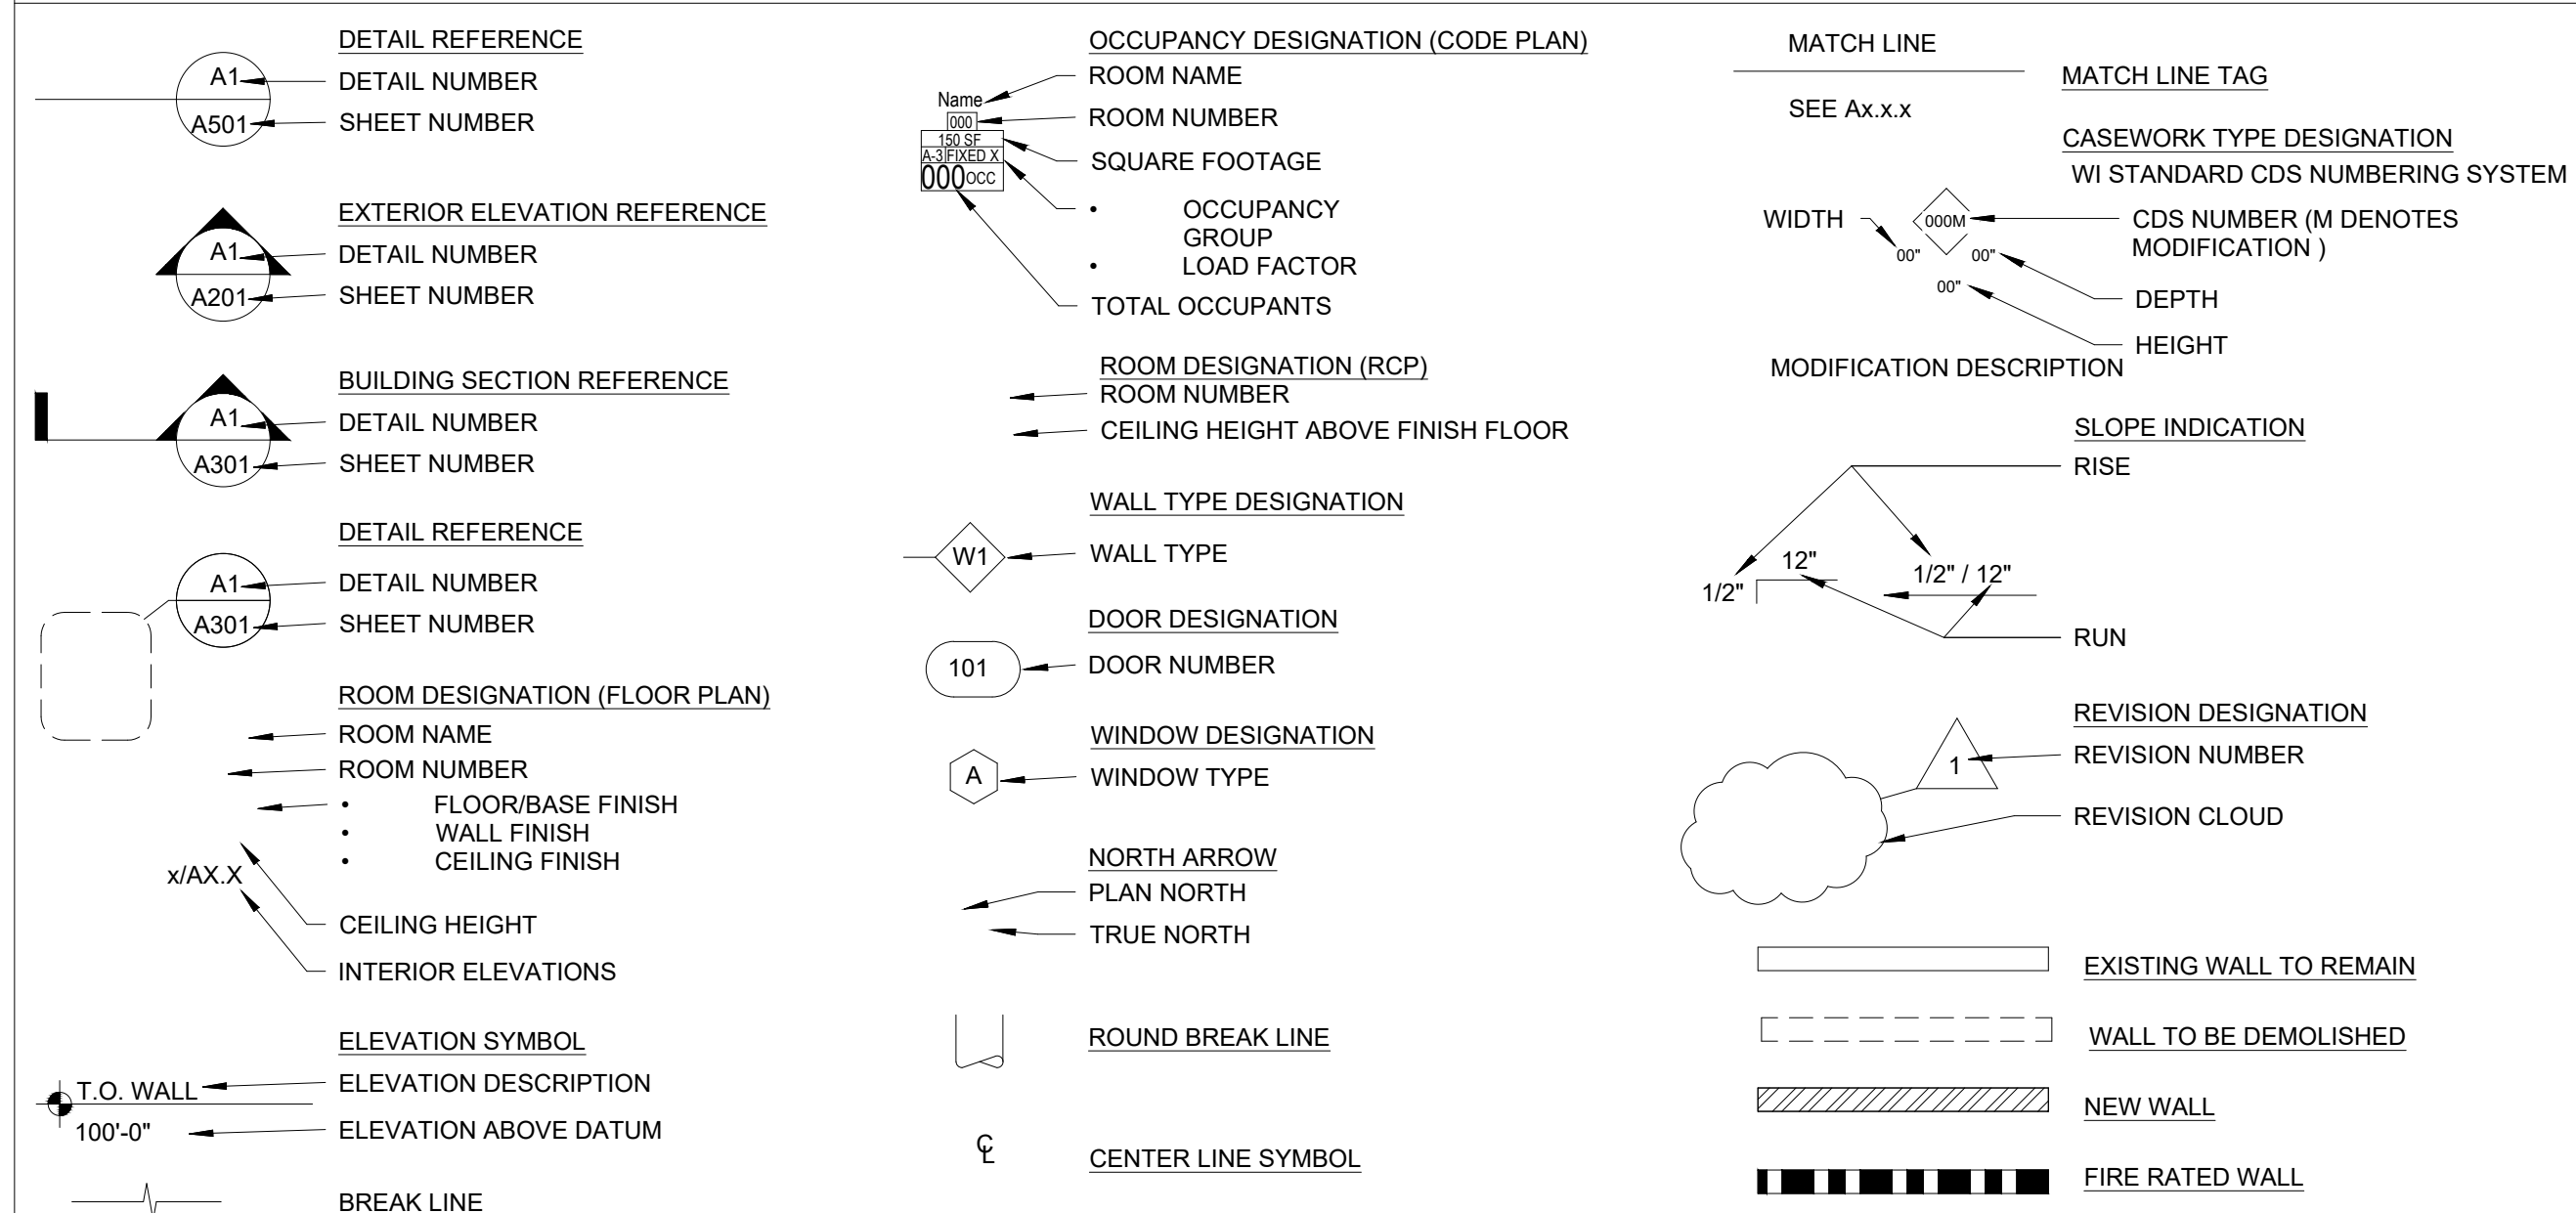 DETAIL REFERENCE
A1
DETAIL NUMBER
A501
SHEET NUMBER
EXTERIOR ELEVATION REFERENCE
A1
DETAIL NUMBER
A201
SHEET NUMBER
BUILDING SECTION REFERENCE
A1
DETAIL NUMBER
A301
SHEET NUMBER
DETAIL REFERENCE
A1
DETAIL NUMBER
A301
SHEET NUMBER
ROOM DESIGNATION (FLOOR PLAN)
ROOM NAME
ROOM NUMBER
• FLOOR/BASE FINISH
• WALL FINISH
• CEILING FINISH
x/AX.X
CEILING HEIGHT
INTERIOR ELEVATIONS
ELEVATION SYMBOL
T.O. WALL
ELEVATION DESCRIPTION
100'-0"
ELEVATION ABOVE DATUM
BREAK LINE
OCCUPANCY DESIGNATION (CODE PLAN)
ROOM NAME
Name
000
ROOM NUMBER
150 SF
SQUARE FOOTAGE
A-3 FIXED X
000 OCC
• OCCUPANCY
GROUP
• LOAD FACTOR
TOTAL OCCUPANTS
ROOM DESIGNATION (RCP)
ROOM NUMBER
CEILING HEIGHT ABOVE FINISH FLOOR
WALL TYPE DESIGNATION
W1
WALL TYPE
DOOR DESIGNATION
101
DOOR NUMBER
WINDOW DESIGNATION
A
WINDOW TYPE
NORTH ARROW
PLAN NORTH
TRUE NORTH
ROUND BREAK LINE
℄
CENTER LINE SYMBOL
MATCH LINE
MATCH LINE TAG
SEE Ax.x.x
CASEWORK TYPE DESIGNATION
WI STANDARD CDS NUMBERING SYSTEM
WIDTH
000M
CDS NUMBER (M DENOTES
MODIFICATION )
00"
00"
00"
DEPTH
HEIGHT
MODIFICATION DESCRIPTION
SLOPE INDICATION
RISE
12"
1/2"
1/2" / 12"
RUN
REVISION DESIGNATION
1
REVISION NUMBER
REVISION CLOUD
EXISTING WALL TO REMAIN
WALL TO BE DEMOLISHED
NEW WALL
FIRE RATED WALL